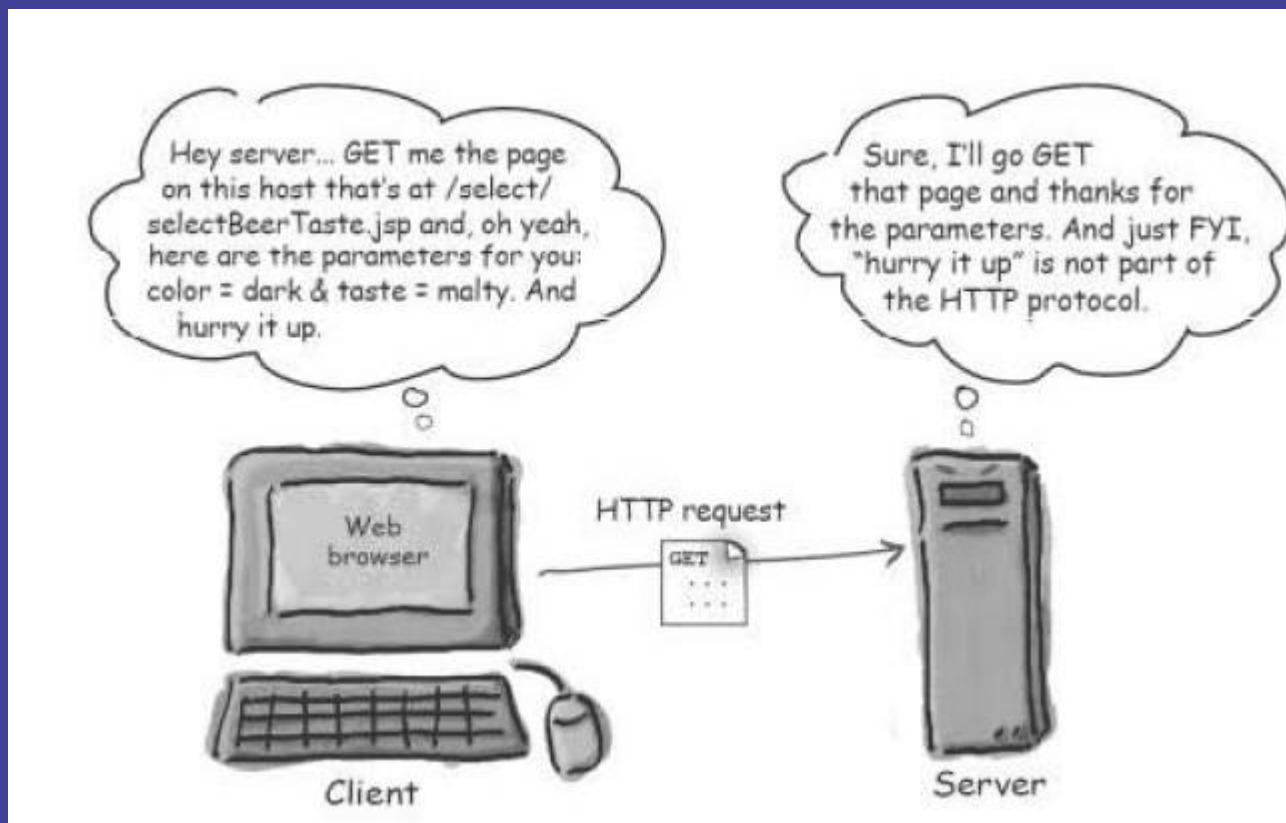 Hey server... GET me the page
on this host that's at /select/
selectBeerTaste.jsp and, oh yeah,
here are the parameters for you:
color = dark & taste = malty. And
hurry it up.
Sure, I'll go GET
that page and thanks for
the parameters. And just FYI,
"hurry it up" is not part of
the HTTP protocol.
Web
browser
HTTP request
GET
Client
Server